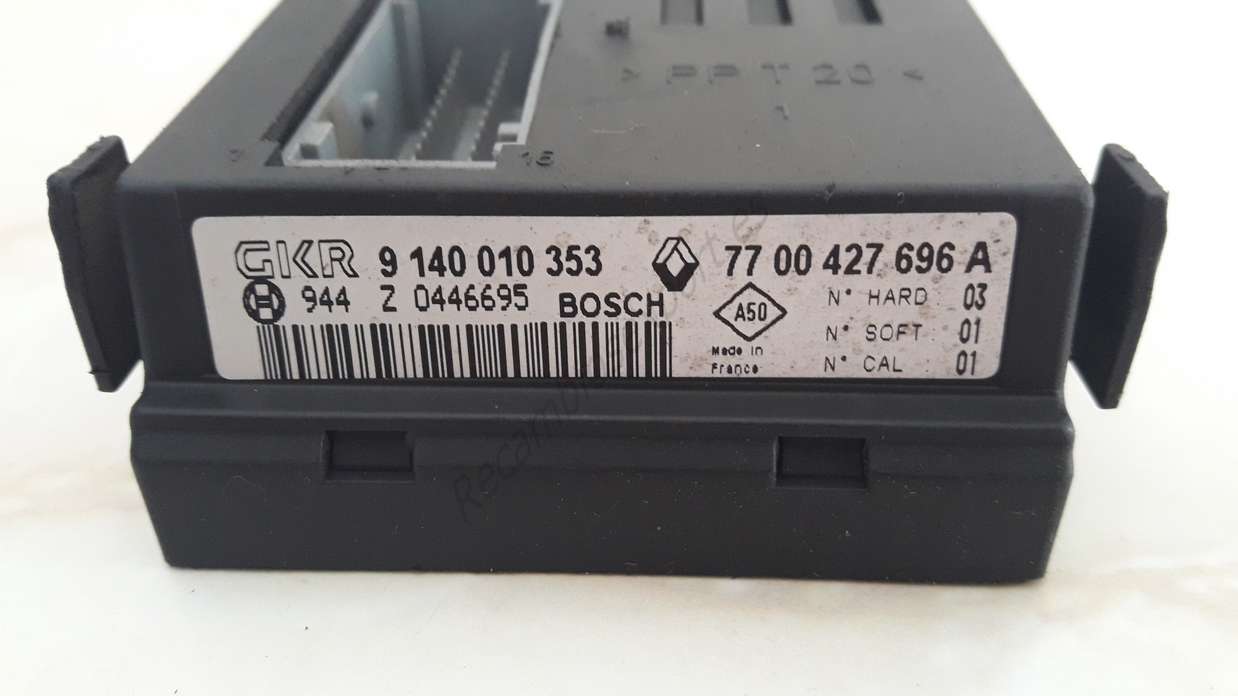 > PP T 20 <
1
16
GKR 9 140 010 353 77 00 427 696 A
944 Z 0446695 BOSCH A50 N° HARD : 03
N° SOFT : 01
Made in France N° CAL : 01